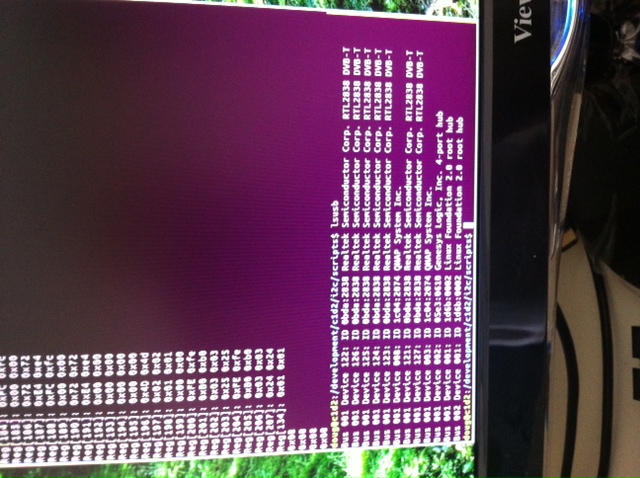 Reg[188]: 0xFC 0xfc
Reg[189]: 0x00 0x00
Reg[190]: 0x72 0x72
Reg[191]: 0xE4 0xe4
Reg[192]: 0x00 0x00
Reg[193]: 0x00 0x00
Reg[194]: 0x00 0x00
Reg[195]: 0x00 0x00
Reg[196]: 0x4D 0x4d
Reg[197]: 0x02 0x02
Reg[198]: 0x01 0x01
Reg[199]: 0x00 0x00
Reg[200]: 0xFE 0xfe
Reg[201]: 0xB0 0xb0
Reg[202]: 0x03 0x03
Reg[203]: 0x25 0x25
Reg[204]: 0xFE 0xfe
Reg[205]: 0xB0 0xb0
Reg[206]: 0x03 0x03
Reg[207]: 0x24 0x24
Reg[134]: 0x01 0x01
0x00
0x00
0x00
0x00
doug@c1d2:/development/c1d2/i2c/scripts$ lsusb
Bus 001 Device 122: ID 0bda:2838 Realtek Semiconductor Corp. RTL2838 DVB-T
Bus 001 Device 126: ID 0bda:2838 Realtek Semiconductor Corp. RTL2838 DVB-T
Bus 001 Device 125: ID 0bda:2838 Realtek Semiconductor Corp. RTL2838 DVB-T
Bus 001 Device 124: ID 0bda:2838 Realtek Semiconductor Corp. RTL2838 DVB-T
Bus 001 Device 123: ID 0bda:2838 Realtek Semiconductor Corp. RTL2838 DVB-T
Bus 001 Device 008: ID 1c04:2074 QNAP System Inc.
Bus 001 Device 121: ID 0bda:2838 Realtek Semiconductor Corp. RTL2838 DVB-T
Bus 001 Device 127: ID 0bda:2838 Realtek Semiconductor Corp. RTL2838 DVB-T
Bus 001 Device 003: ID 1c04:2074 QNAP System Inc.
Bus 001 Device 002: ID 05e3:0610 Genesys Logic, Inc. 4-port hub
Bus 001 Device 001: ID 1d6b:0002 Linux Foundation 2.0 root hub
Bus 002 Device 001: ID 1d6b:0002 Linux Foundation 2.0 root hub
doug@c1d2:/development/c1d2/i2c/scripts$
View